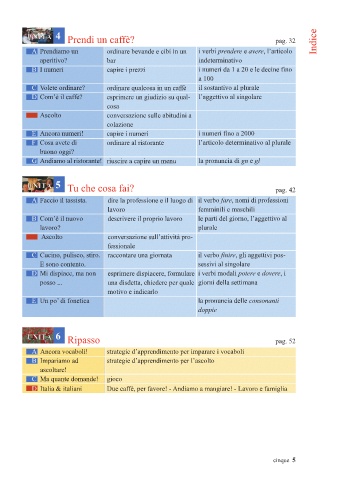 Indice
UNITÀ 4 Prendi un caffè? pag. 32
A Prendiamo un ordinare bevande e cibi in un i verbi prendere e avere, l'articolo
aperitivo? bar indeterminativo
B I numeri capire i prezzi i numeri da 1 a 20 e le decine fino
a 100
C Volete ordinare? ordinare qualcosa in un caffè il sostantivo al plurale
D Com'è il caffè? esprimere un giudizio su qual- l'aggettivo al singolare
cosa
Ascolto conversazione sulle abitudini a
colazione
E Ancora numeri! capire i numeri i numeri fino a 2000
F Cosa avete di ordinare al ristorante l'articolo determinativo al plurale
buono oggi?
G Andiamo al ristorante! riuscire a capire un menu la pronuncia di go e gl
UNITÀ 5 Tu che cosa fai? pag. 42
A Faccio il tassista. dire la professione e il luogo di il verbo fare, nomi di professioni
lavoro femminili e maschili
B Com'è il nuovo descrivere il proprio lavoro le parti del giorno, l'aggettivo al
lavoro? plurale
Ascolto conversazione sull'attività pro-
fessionale
C Cucino, pulisco, stiro. raccontare una giornata il verbo finire, gli aggettivi pos-
E sono contento. sessivi al singolare
D Mi dispiace, ma non esprimere dispiacere, formulare i verbi modali potere e dovere, i
posso ... una disdetta, chiedere per quale giorni della settimana
motivo e indicarlo
E Un po' di fonetica la pronuncia delle consonanti
doppie
UNITÀ 6 Ripasso pag. 52
A Ancora vocaboli! strategie d'apprendimento per imparare i vocaboli
B Impariamo ad strategie d'apprendimento per l'ascolto
ascoltare!
C Ma quante domande! gioco
D Italia & italiani Due caffè, per favore! - Andiamo a mangiare! - Lavoro e famiglia
cinque 5